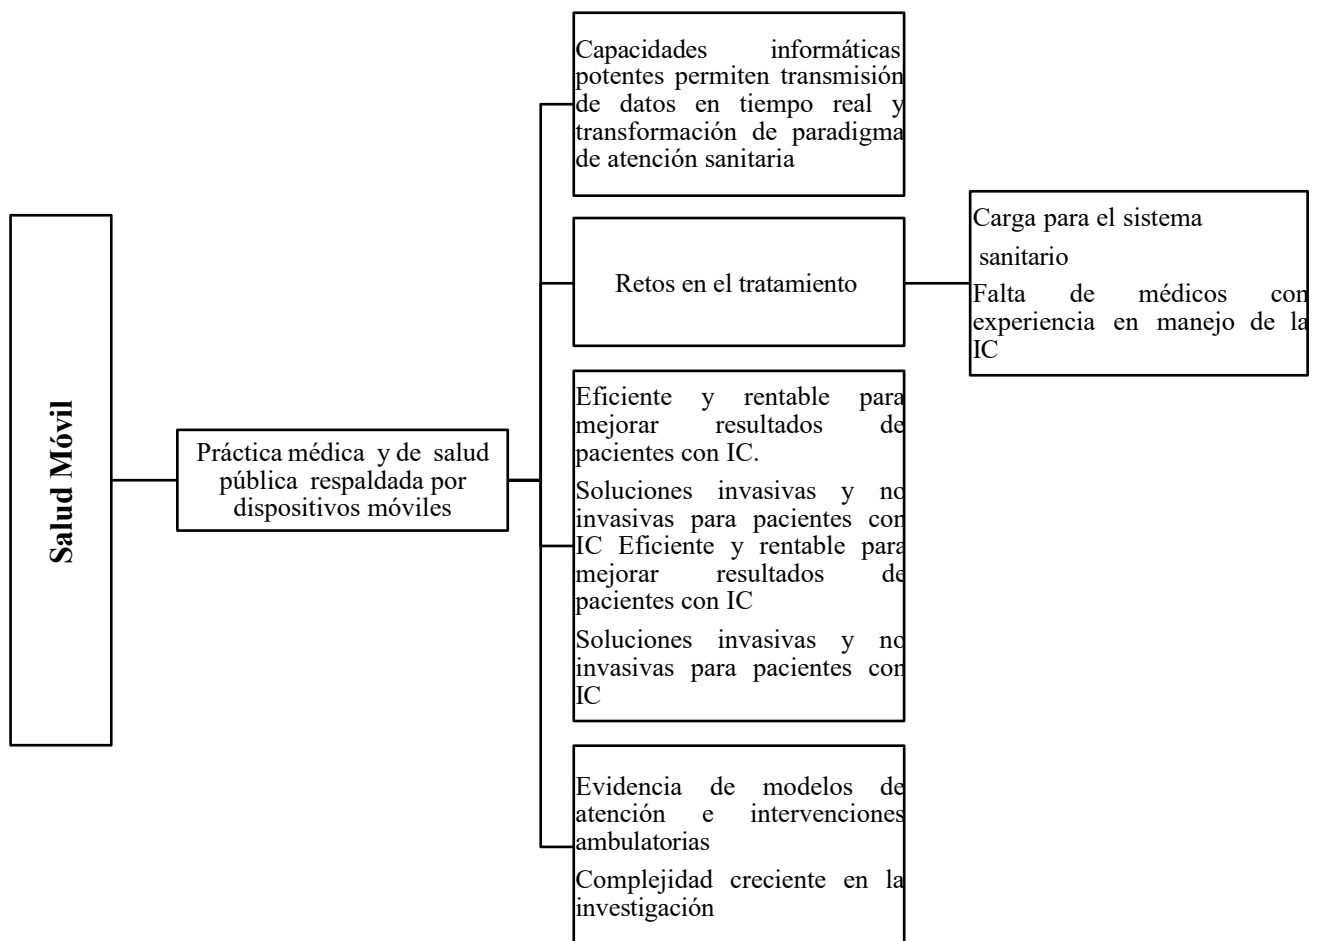 Salud Móvil
Práctica médica y de salud
pública respaldada por
dispositivos móviles
Capacidades informáticas
potentes permiten transmisión
de datos en tiempo real y
transformación de paradigma
de atención sanitaria
Retos en el tratamiento
Carga para el sistema
sanitario
Falta de médicos con
experiencia en manejo de la
IC
Eficiente y rentable para
mejorar resultados de
pacientes con IC.
Soluciones invasivas y no
invasivas para pacientes con
IC Eficiente y rentable para
mejorar resultados de
pacientes con IC
Soluciones invasivas y no
invasivas para pacientes con
IC
Evidencia de modelos de
atención e intervenciones
ambulatorias
Complejidad creciente en la
investigación